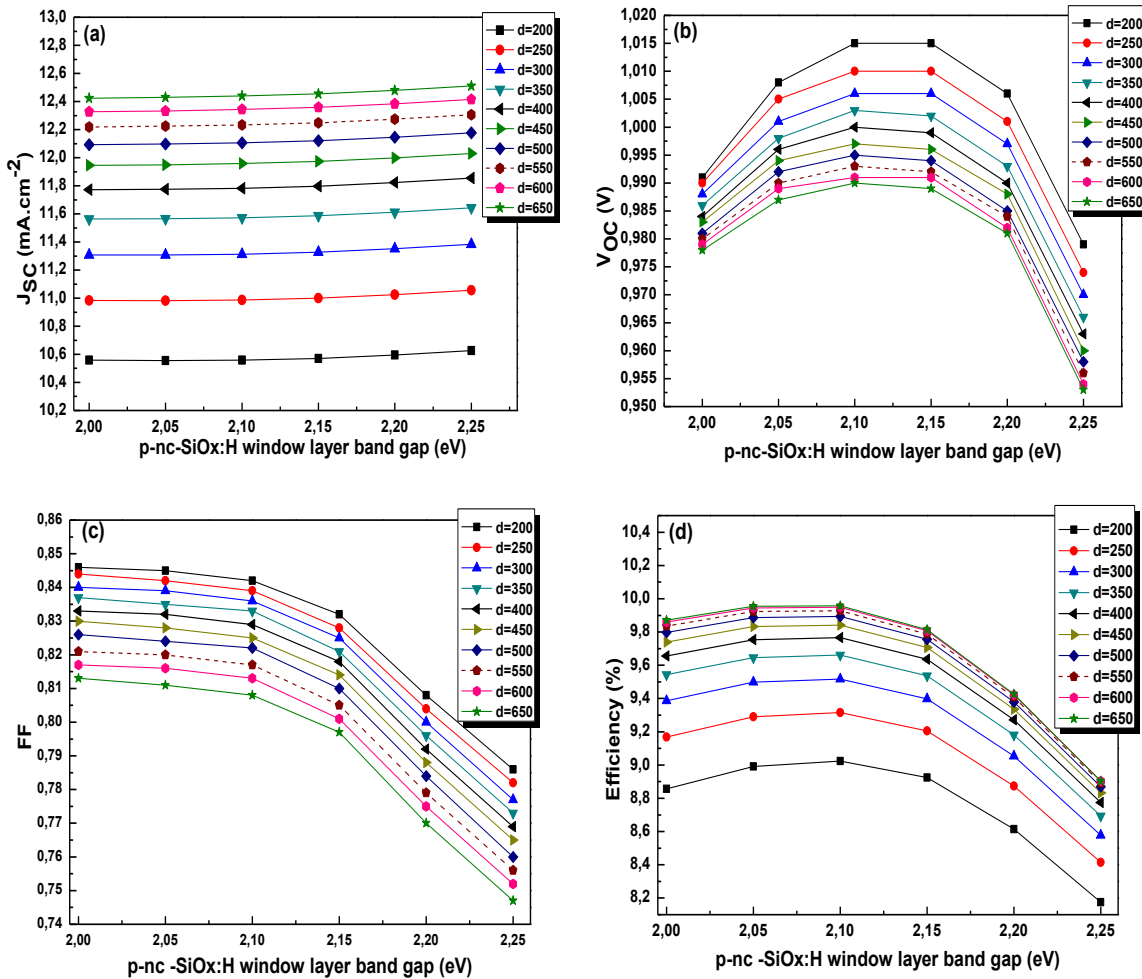 (a)
13,0
12,8
12,6
12,4
12,2
12,0
11,8
11,6
11,4
11,2
11,0
10,8
10,6
10,4
10,2
J_SC (mA.cm⁻²)
2,00 2,05 2,10 2,15 2,20 2,25
p-nc-SiOx:H window layer band gap (eV)
d=200
d=250
d=300
d=350
d=400
d=450
d=500
d=550
d=600
d=650
(b)
1,020
1,015
1,010
1,005
1,000
0,995
0,990
0,985
0,980
0,970
0,960
0,955
0,950
V_OC (V)
2,00 2,05 2,10 2,15 2,20 2,25
p-nc-SiOx:H window layer band gap (eV)
d=200
d=250
d=300
d=350
d=400
d=450
d=500
d=550
d=600
d=650
(c)
0,86
0,85
0,84
0,83
0,82
0,81
0,80
0,79
0,78
0,77
0,76
0,75
0,74
FF
2,00 2,05 2,10 2,15 2,20 2,25
p-nc -SiOx:H window layer band gap (eV)
d=200
d=250
d=300
d=350
d=400
d=450
d=500
d=550
d=600
d=650
(d)
10,4
10,2
10,0
9,8
9,6
9,4
9,2
9,0
8,8
8,6
8,4
8,2
Efficiency (%)
2,00 2,05 2,10 2,15 2,20 2,25
p-nc -SiOx:H window layer band gap (eV)
d=200
d=250
d=300
d=350
d=400
d=450
d=500
d=550
d=600
d=650